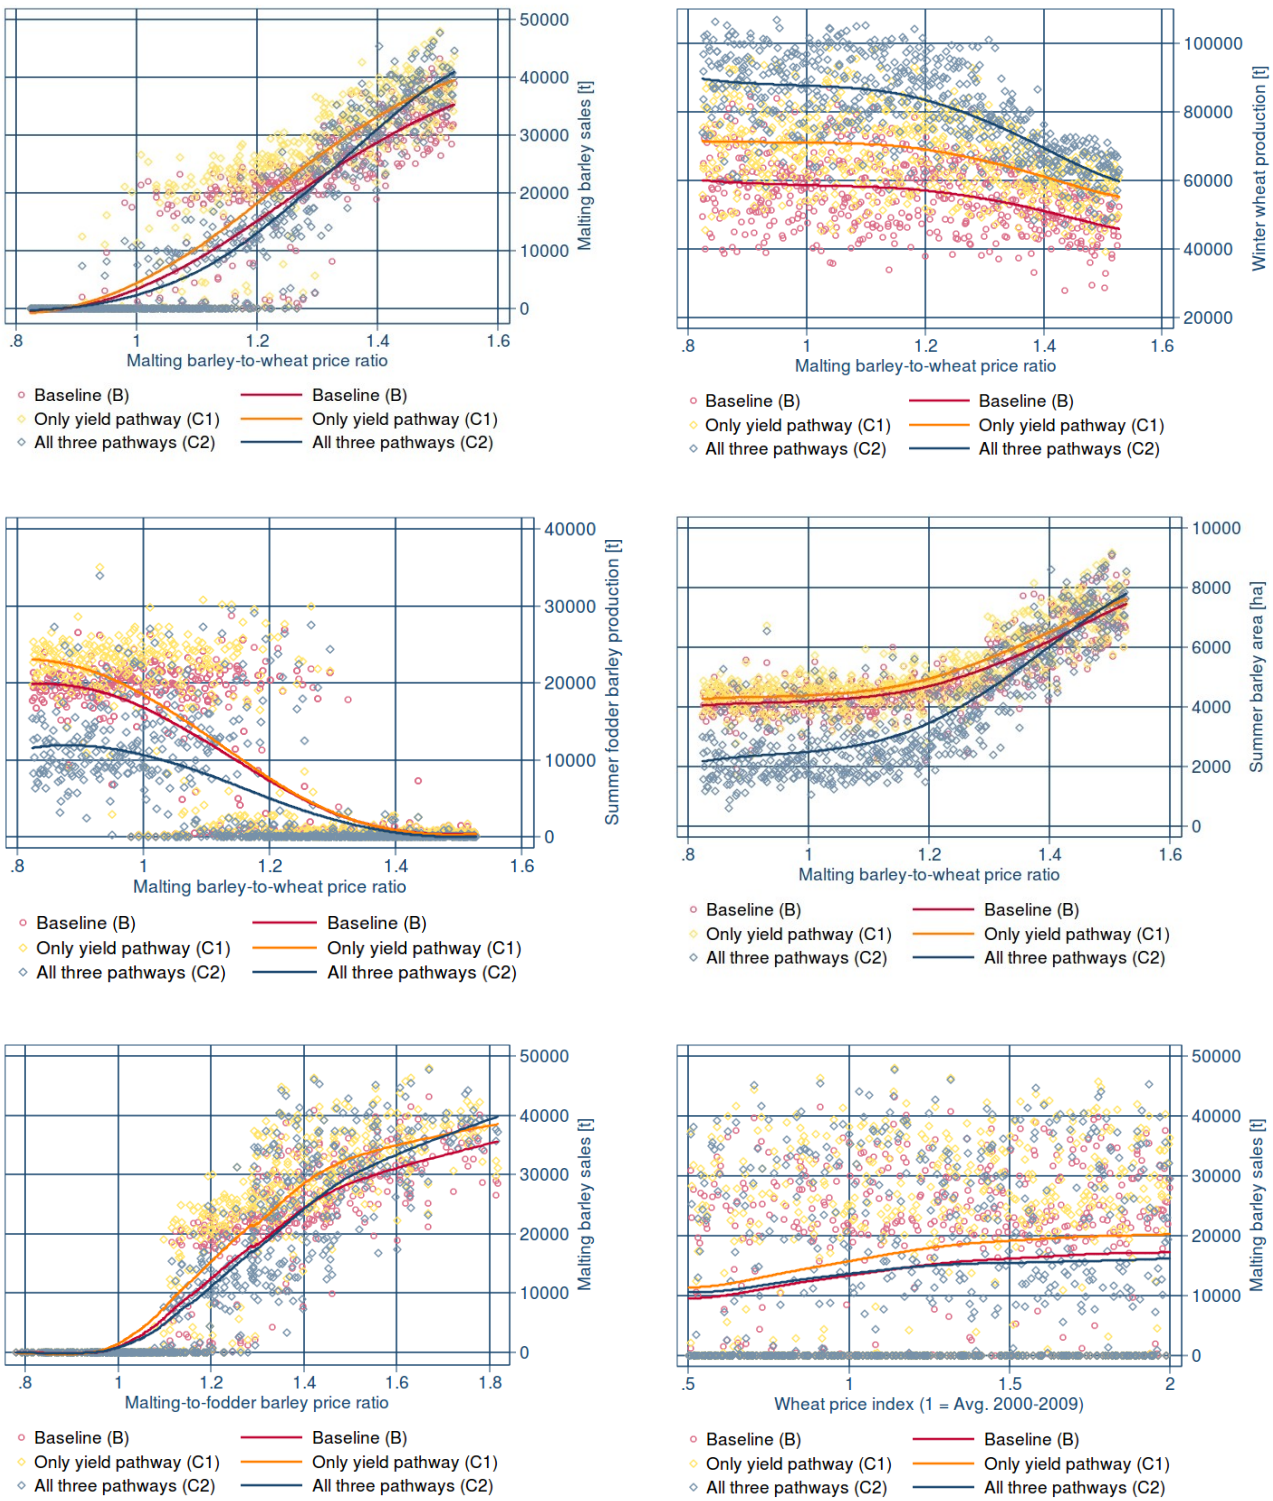 50000
40000
30000
20000
10000
0
Malting barley sales [t]
.8 1 1.2 1.4 1.6
Malting barley-to-wheat price ratio
Baseline (B) Baseline (B)
Only yield pathway (C1) Only yield pathway (C1)
All three pathways (C2) All three pathways (C2)
100000
80000
60000
40000
20000
Winter wheat production [t]
.8 1 1.2 1.4 1.6
Malting barley-to-wheat price ratio
Baseline (B) Baseline (B)
Only yield pathway (C1) Only yield pathway (C1)
All three pathways (C2) All three pathways (C2)
40000
30000
20000
10000
0
Summer fodder barley production [t]
.8 1 1.2 1.4 1.6
Malting barley-to-wheat price ratio
Baseline (B) Baseline (B)
Only yield pathway (C1) Only yield pathway (C1)
All three pathways (C2) All three pathways (C2)
10000
8000
6000
4000
2000
0
Summer barley area [ha]
.8 1 1.2 1.4 1.6
Malting barley-to-wheat price ratio
Baseline (B) Baseline (B)
Only yield pathway (C1) Only yield pathway (C1)
All three pathways (C2) All three pathways (C2)
50000
40000
30000
20000
10000
0
Malting barley sales [t]
.8 1 1.2 1.4 1.6 1.8
Malting-to-fodder barley price ratio
Baseline (B) Baseline (B)
Only yield pathway (C1) Only yield pathway (C1)
All three pathways (C2) All three pathways (C2)
50000
40000
30000
20000
10000
0
Malting barley sales [t]
.5 1 1.5 2
Wheat price index (1 = Avg. 2000-2009)
Baseline (B) Baseline (B)
Only yield pathway (C1) Only yield pathway (C1)
All three pathways (C2) All three pathways (C2)